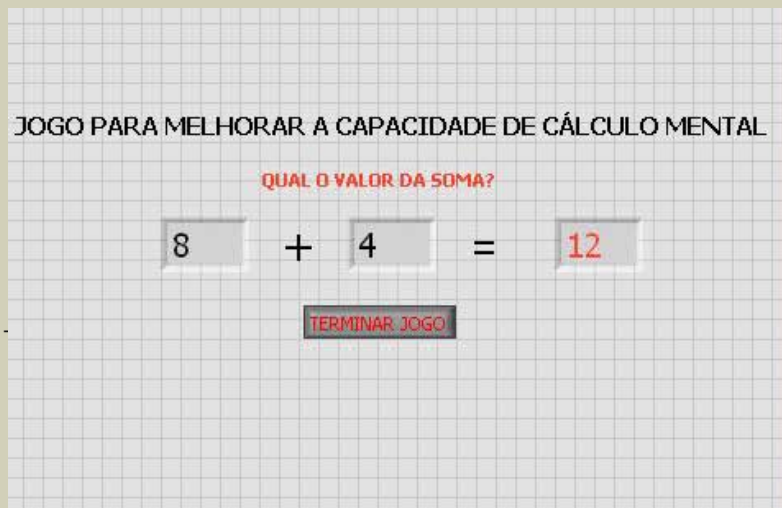 JOGO PARA MELHORAR A CAPACIDADE DE CÁLCULO MENTAL
QUAL O VALOR DA SOMA?
8 + 4 = 12
TERMINAR JOGO